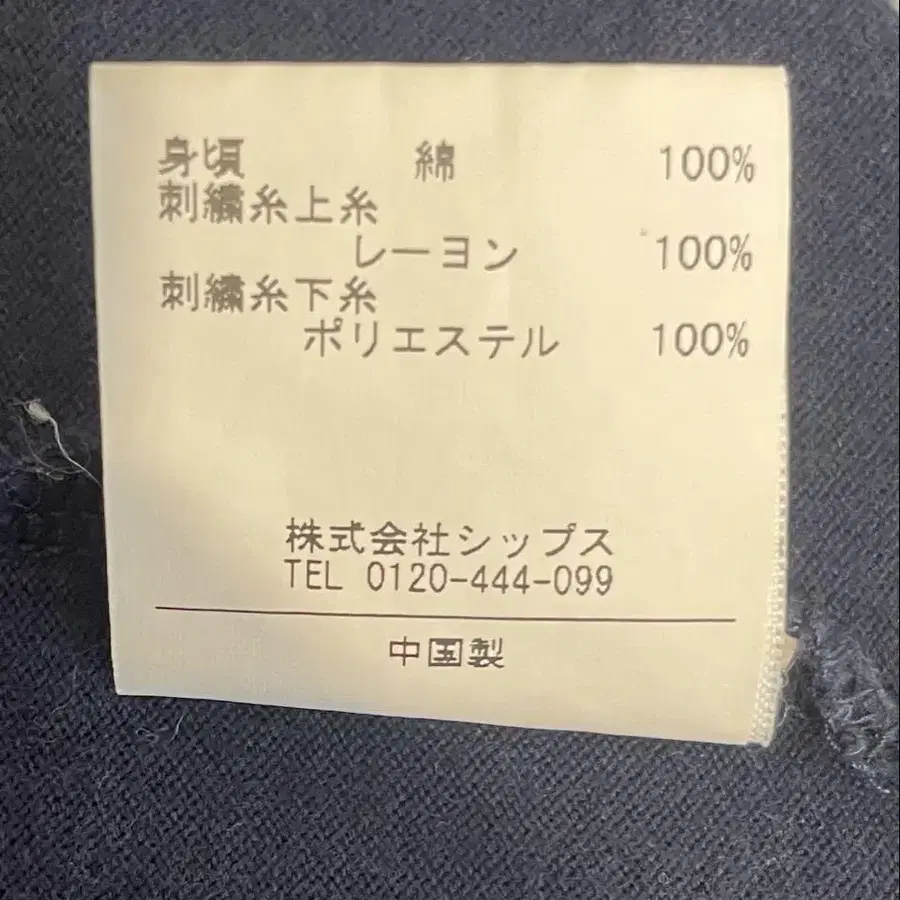 身頃 綿 100%
刺繍糸上糸
レーヨン 100%
刺繍糸下糸
ポリエステル 100%
株式会社シップス
TEL 0120-444-099
中国製